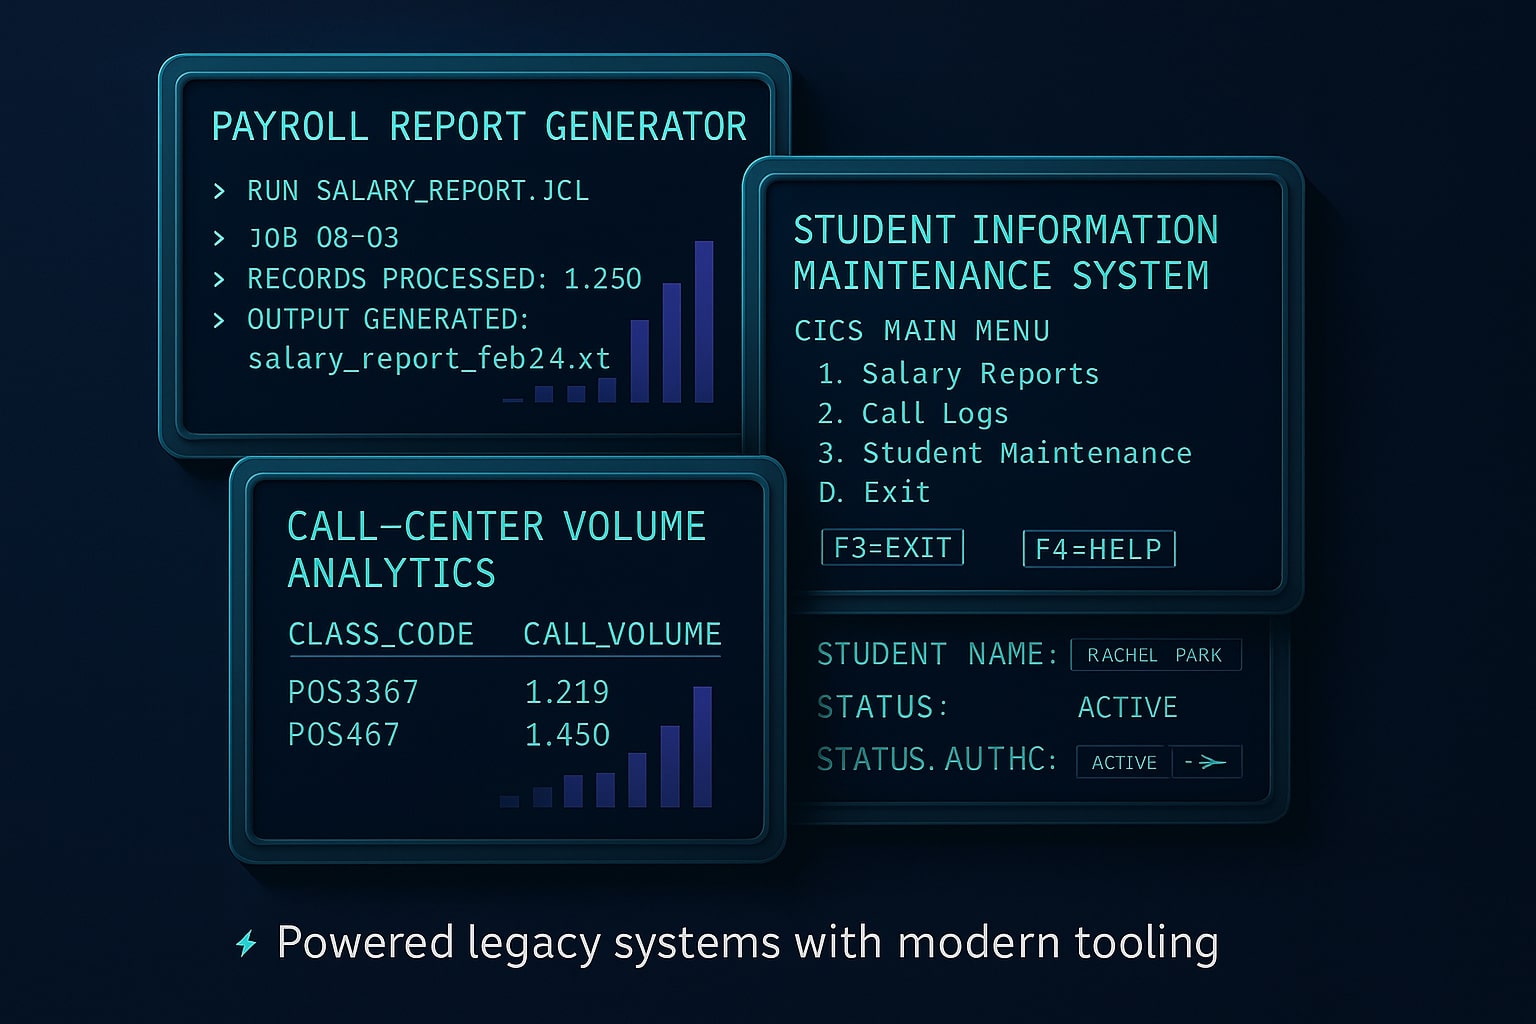 PAYROLL REPORT GENERATOR
> RUN SALARY_REPORT.JCL
> JOB 08-03
> RECORDS PROCESSED: 1.250
> OUTPUT GENERATED:
salary_report_feb24.xt
STUDENT INFORMATION
MAINTENANCE SYSTEM
CICS MAIN MENU
1. Salary Reports
2. Call Logs
3. Student Maintenance
D. Exit
F3=EXIT F4=HELP
CALL-CENTER VOLUME
ANALYTICS
CLASS_CODE CALL_VOLUME
POS3367 1.219
POS467 1.450
STUDENT NAME: RACHEL PARK
STATUS: ACTIVE
STATUS.AUTHC: ACTIVE
Powered legacy systems with modern tooling